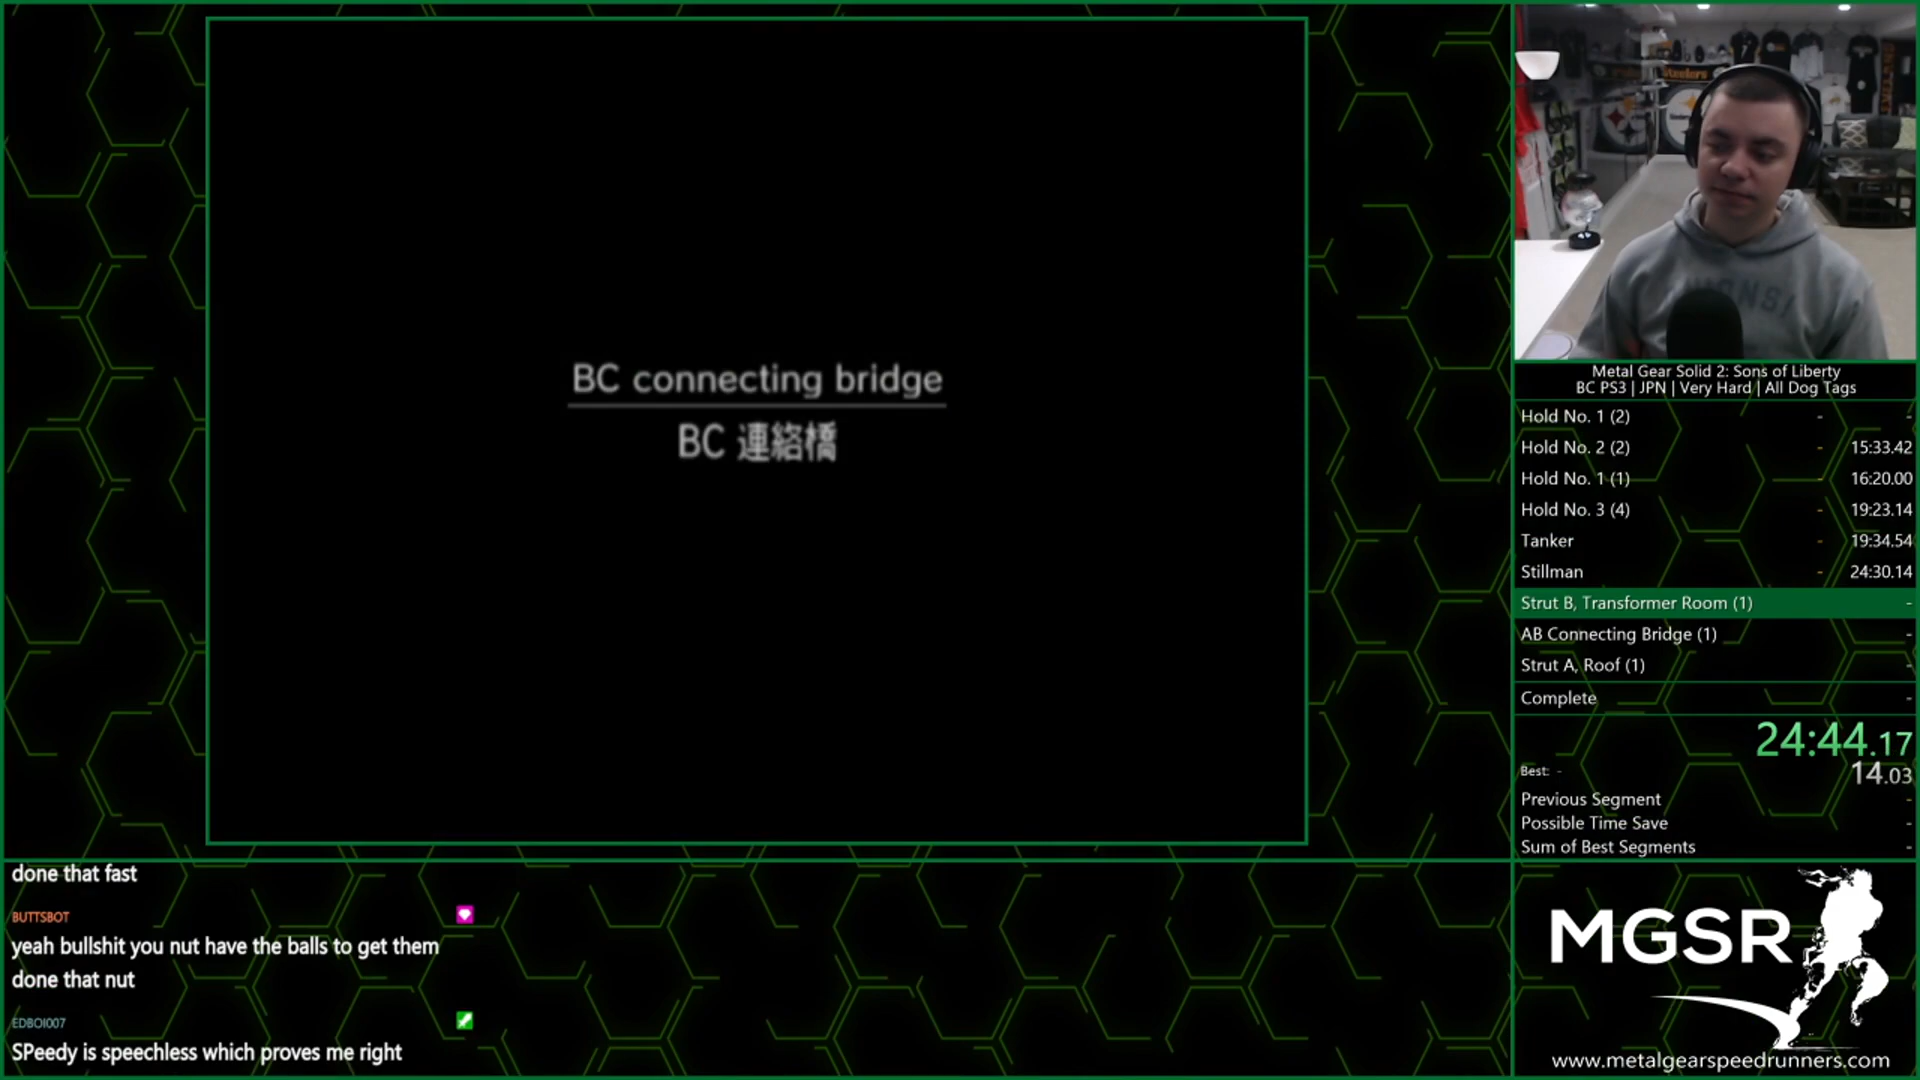 BC connecting bridge
BC 連絡橋
Steelers
Metal Gear Solid 2: Sons of Liberty
BC PS3 | JPN | Very Hard | All Dog Tags
Hold No. 1 (2) - -
Hold No. 2 (2) - 15:33.42
Hold No. 1 (1) - 16:20.00
Hold No. 3 (4) - 19:23.14
Tanker - 19:34.54
Stillman - 24:30.14
Strut B, Transformer Room (1) -
AB Connecting Bridge (1) -
Strut A, Roof (1) -
Complete -
24:44.17
Best: - 14.03
Previous Segment -
Possible Time Save -
Sum of Best Segments -
done that fast
BUTTSBOT
yeah bullshit you nut have the balls to get them
done that nut
EDBOI007
SPeedy is speechless which proves me right
MGSR
www.metalgearspeedrunners.com